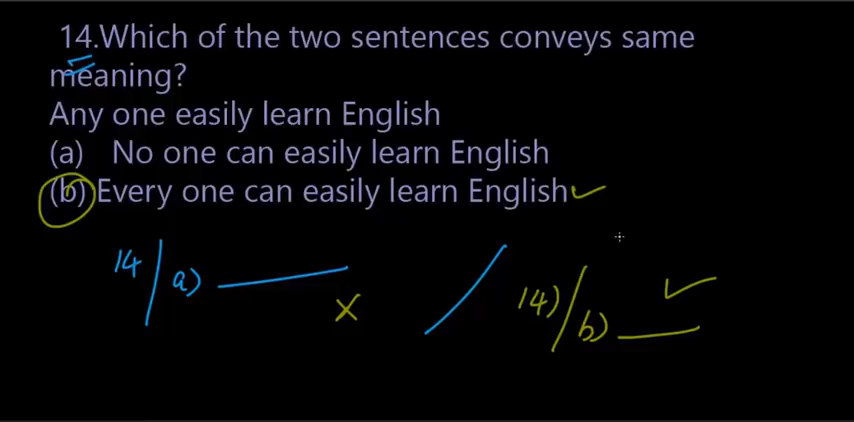 14.Which of the two sentences conveys same
meaning?
Any one easily learn English
(a) No one can easily learn English
(b) Every one can easily learn English
14/ a) 14)/ b)